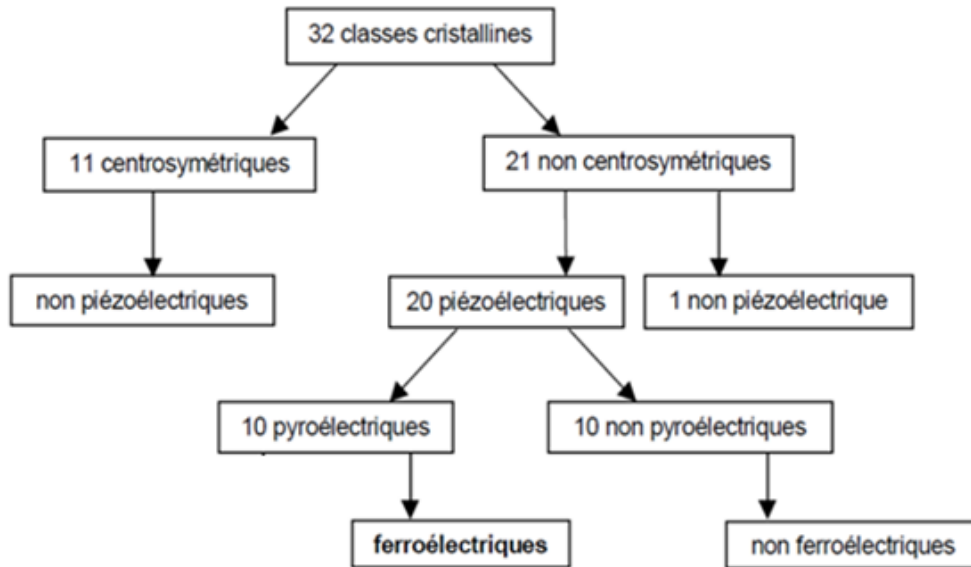 32 classes cristallines
11 centrosymétriques
21 non centrosymétriques
non piézoélectriques
20 piézoélectriques
1 non piézoélectrique
10 pyroélectriques
10 non pyroélectriques
ferroélectriques
non ferroélectriques